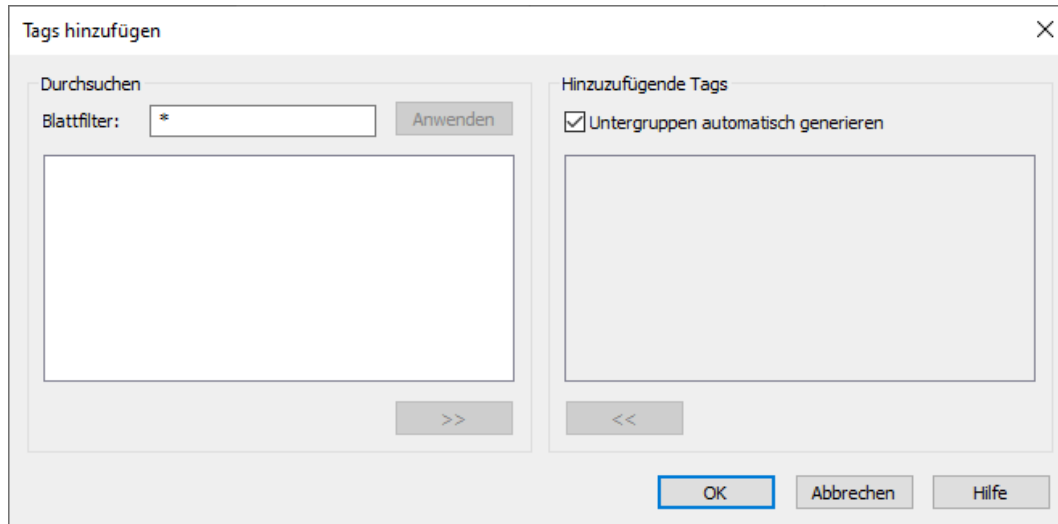 Tags hinzufügen
Durchsuchen
Blattfilter: * Anwenden
>>
Hinzuzufügende Tags
Untergruppen automatisch generieren
<<
OK Abbrechen Hilfe